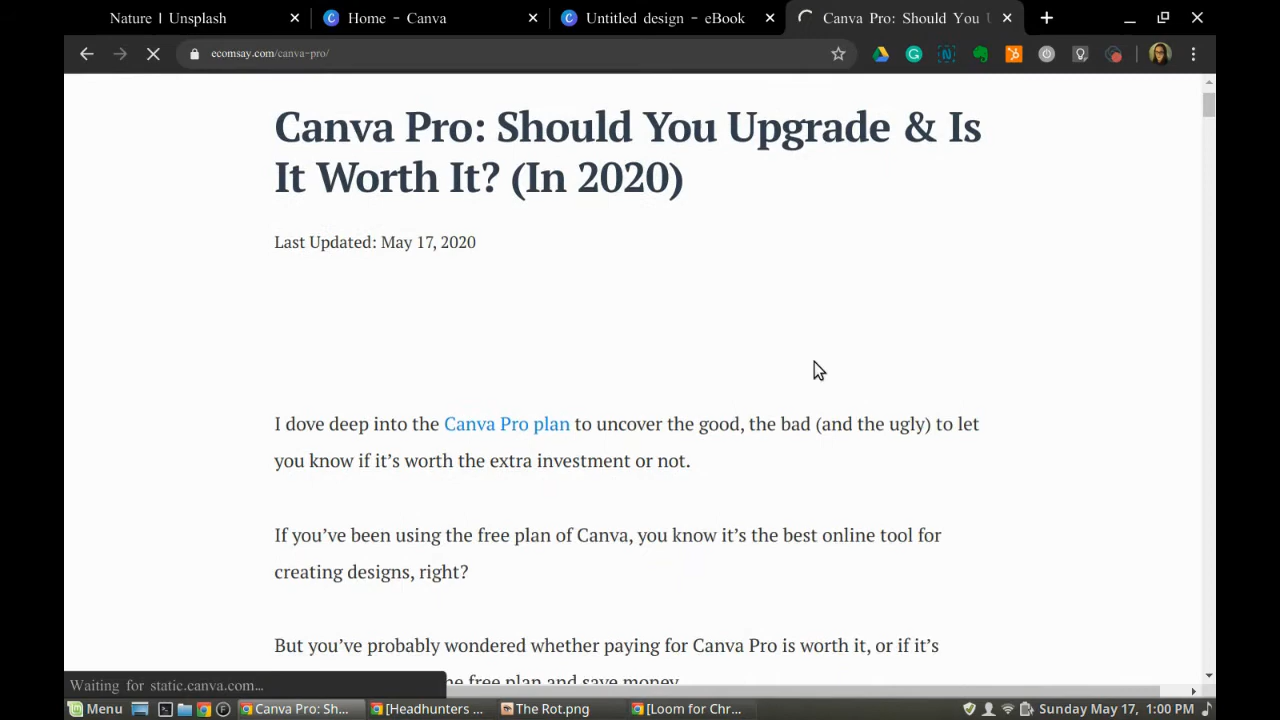 Nature | Unsplash
Home - Canva
Untitled design - eBook
Canva Pro: Should You
ecomsay.com/canva-pro/
Canva Pro: Should You Upgrade & Is
It Worth It? (In 2020)
Last Updated: May 17, 2020
I dove deep into the Canva Pro plan to uncover the good, the bad (and the ugly) to let
you know if it's worth the extra investment or not.
If you've been using the free plan of Canva, you know it's the best online tool for
creating designs, right?
But you've probably wondered whether paying for Canva Pro is worth it, or if it's
the free plan and save money.
Waiting for static.canva.com...
Menu
Canva Pro: Sh...
[Headhunters ...
The Rot.png
[Loom for Chr...
Sunday May 17, 1:00 PM